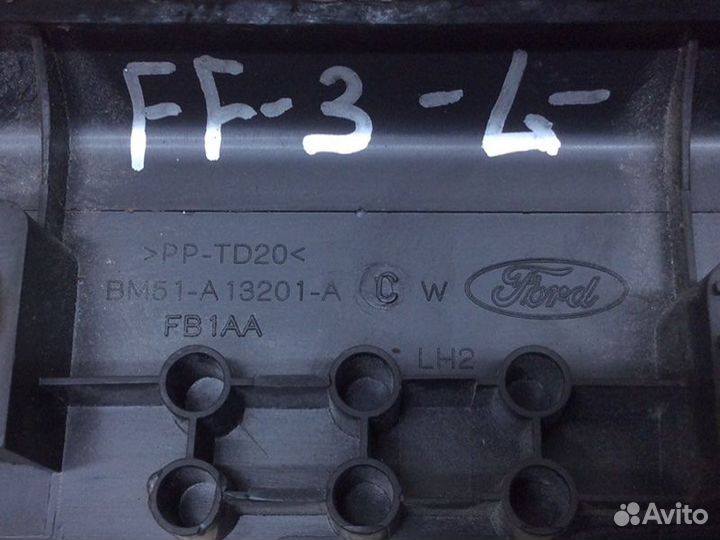 FF-3 -L-
>PP-TD20<
BM51-A13201-A C W Ford
FB1AA
LH2
Avito